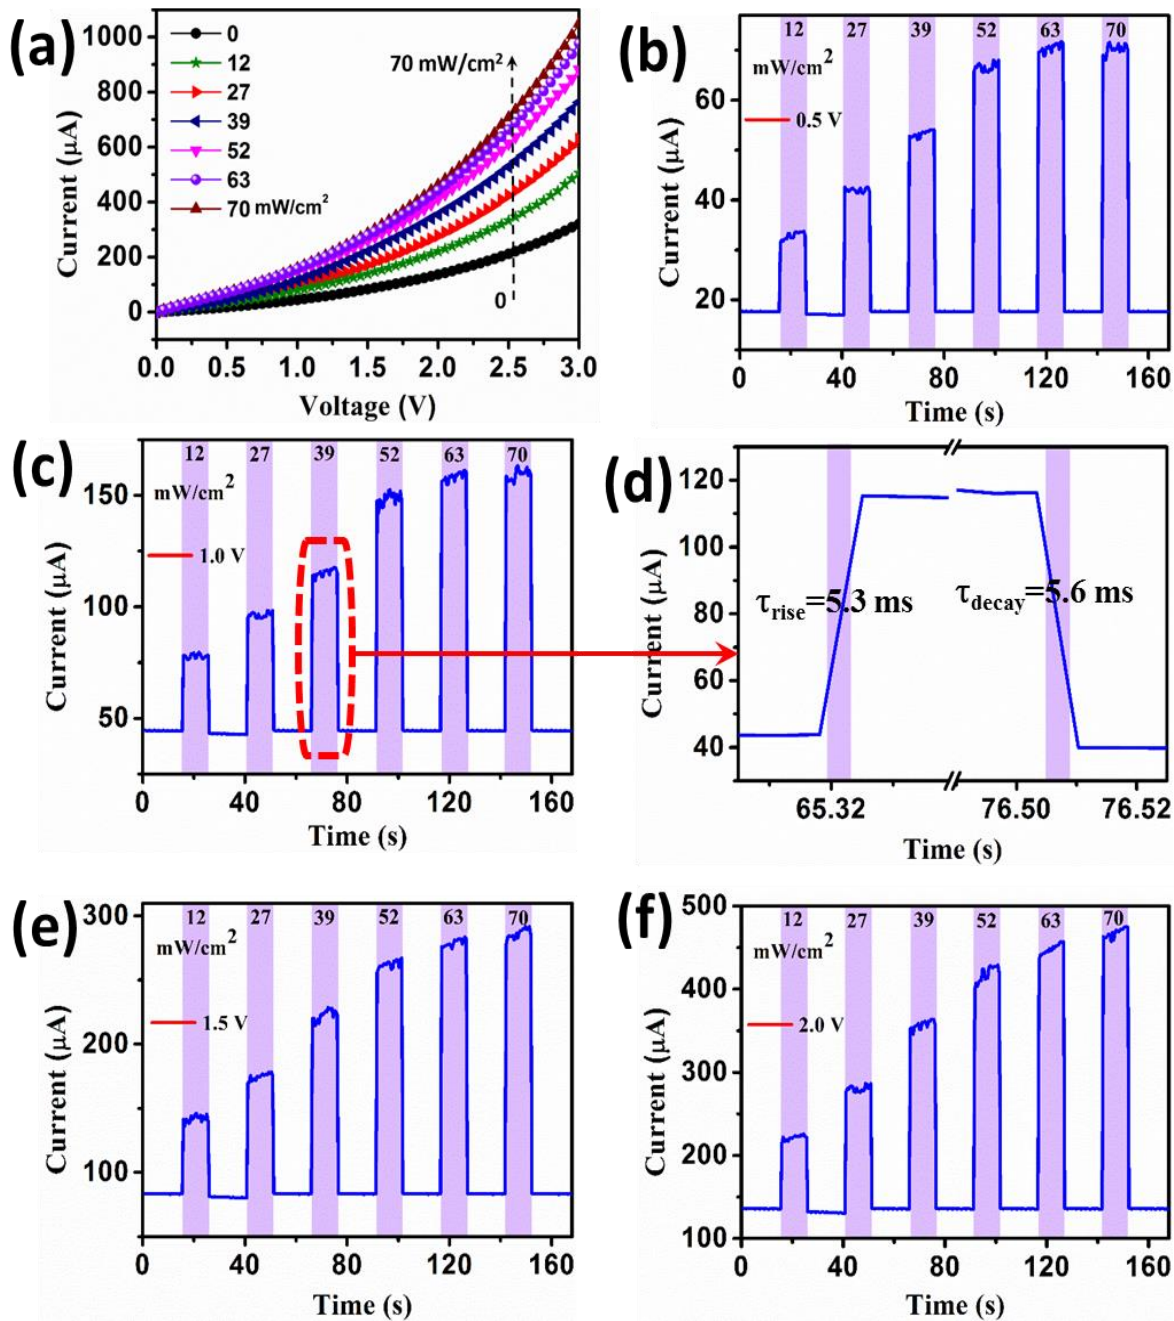 (a)
1000
800
600
400
200
0
Current (μA)
0
12
27
39
52
63
70 mW/cm²
70 mW/cm²
0
0.0 0.5 1.0 1.5 2.0 2.5 3.0
Voltage (V)
(b)
12 27 39 52 63 70
mW/cm²
0.5 V
60
40
20
Current (μA)
0 40 80 120 160
Time (s)
(c)
12 27 39 52 63 70
mW/cm²
1.0 V
150
100
50
Current (μA)
0 40 80 120 160
Time (s)
(d)
120
100
80
60
40
Current (μA)
τrise=5.3 ms
τdecay=5.6 ms
65.32 76.50 76.52
Time (s)
(e)
12 27 39 52 63 70
mW/cm²
1.5 V
300
200
100
Current (μA)
0 40 80 120 160
Time (s)
(f)
12 27 39 52 63 70
mW/cm²
2.0 V
500
400
300
200
100
Current (μA)
0 40 80 120 160
Time (s)